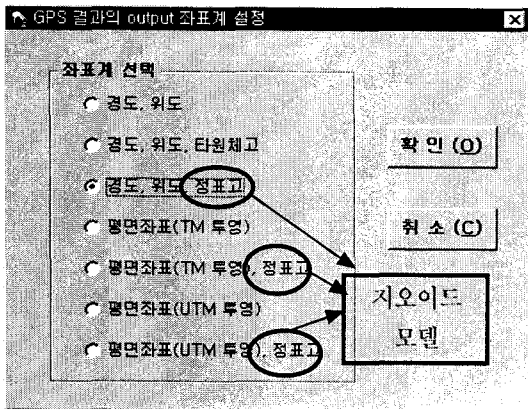 GPS 결과의 output 좌표계 설정
좌표계 선택
경도, 위도
경도, 위도, 타원체고
경도, 위도, 정표고
평면좌표(TM 투영)
평면좌표(TM 투영), 정표고
평면좌표(UTM 투영)
평면좌표(UTM 투영), 정표고
확 인 (O)
취 소 (C)
지오이드
모델